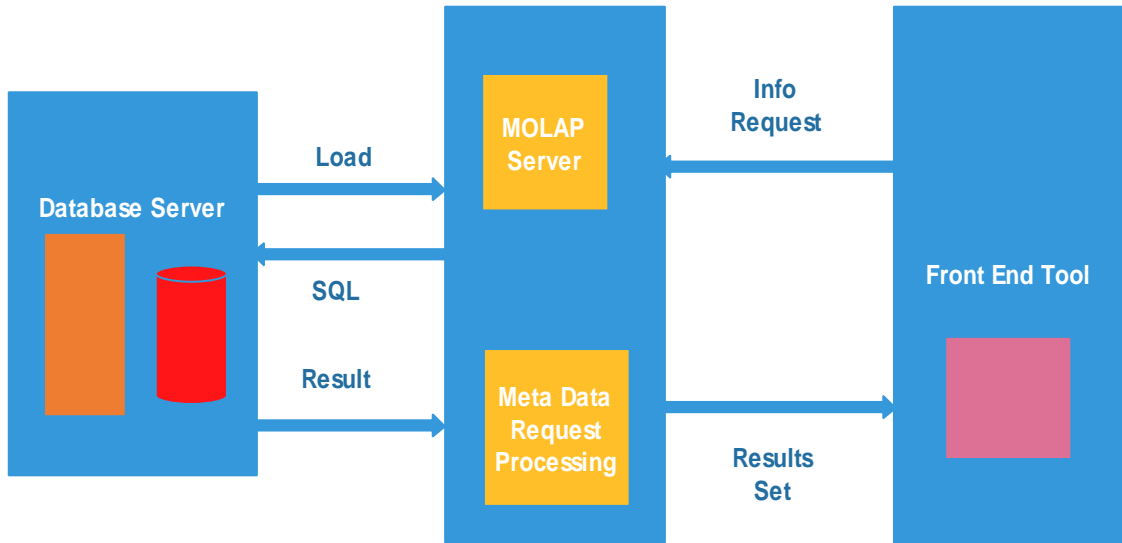 Database Server
Load
SQL
Result
MOLAP
Server
Meta Data
Request
Processing
Info
Request
Results
Set
Front End Tool